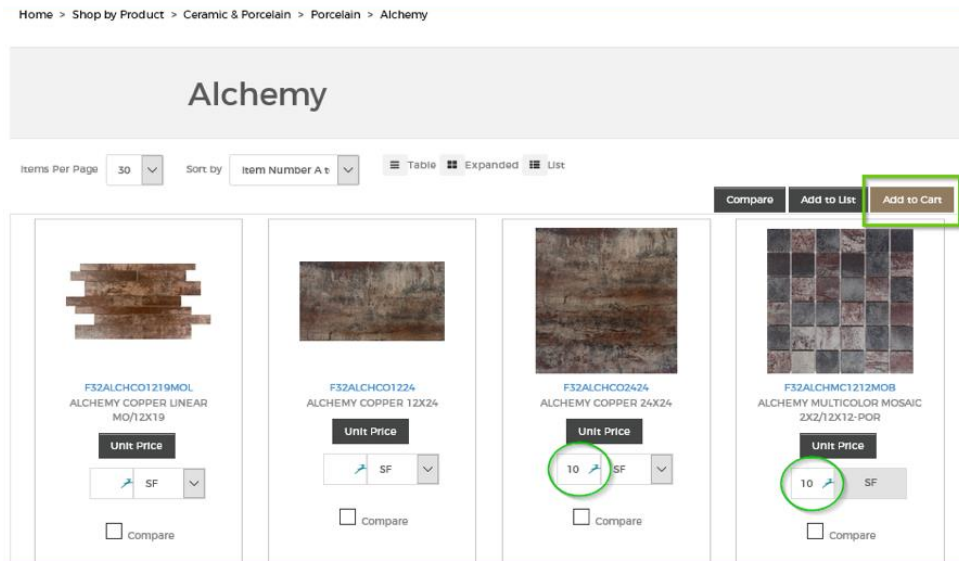 Home > Shop by Product > Ceramic & Porcelain > Porcelain > Alchemy
Alchemy
Items Per Page 30 Sort by Item Number A t Table Expanded List
Compare Add to List Add to Cart
F32ALCHCO1219MOL
ALCHEMY COPPER LINEAR
MO/12X19
Unit Price
SF
Compare
F32ALCHCO1224
ALCHEMY COPPER 12X24
Unit Price
SF
Compare
F32ALCHCO2424
ALCHEMY COPPER 24X24
Unit Price
10 SF
Compare
F32ALCHMC1212MOB
ALCHEMY MULTICOLOR MOSAIC
2X2/12X12-POR
Unit Price
10 SF
Compare